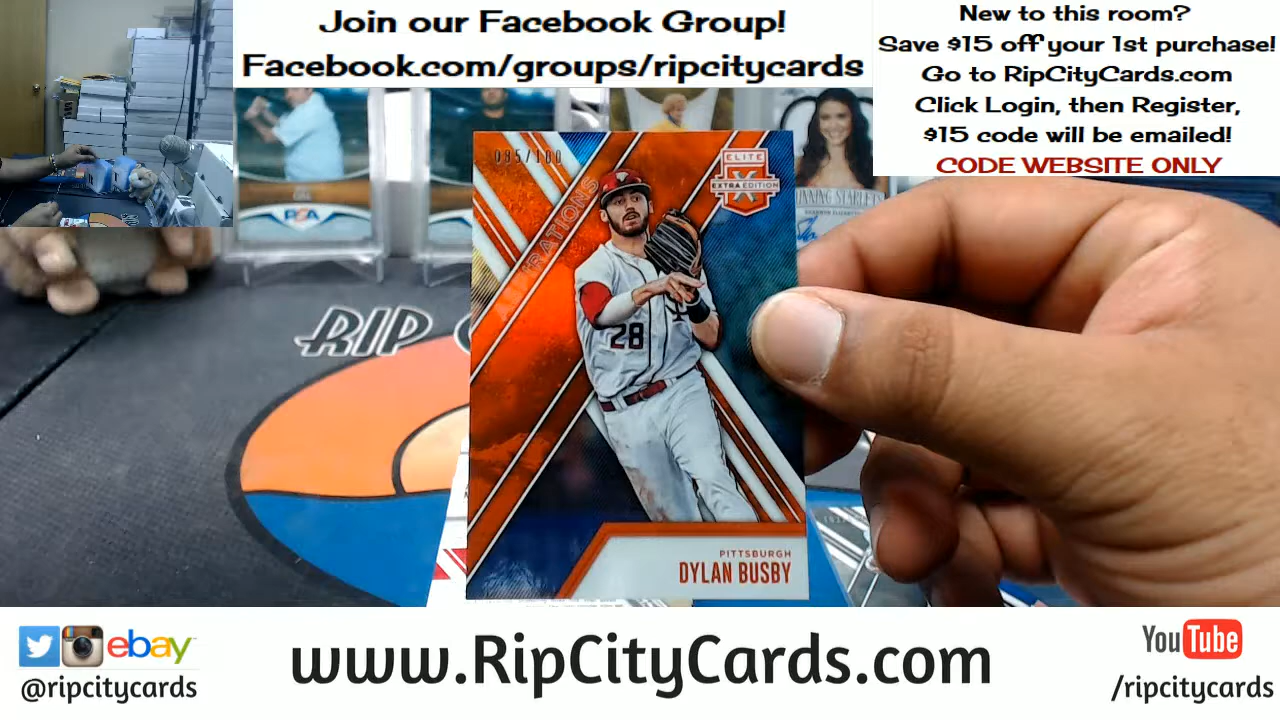 Join our Facebook Group!
Facebook.com/groups/ripcitycards
New to this room?
Save $15 off your 1st purchase!
Go to RipCityCards.com
Click Login, then Register,
$15 code will be emailed!
CODE WEBSITE ONLY
PSA
085/100
ELITE
X
EXTRA EDITION
28
RIP
PITTSBURGH
DYLAN BUSBY
ebay
@ripcitycards
www.RipCityCards.com
YouTube
/ripcitycards